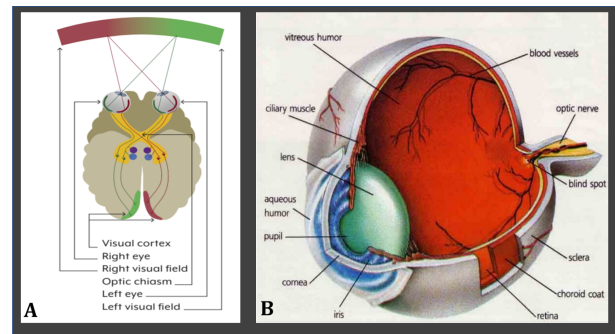 Visual cortex
Right eye
Right visual field
Optic chiasm
Left eye
Left visual field
A
vitreous humor
blood vessels
ciliary muscle
optic nerve
lens
blind spot
aqueous
humor
pupil
sclera
cornea
choroid coat
iris
retina
B